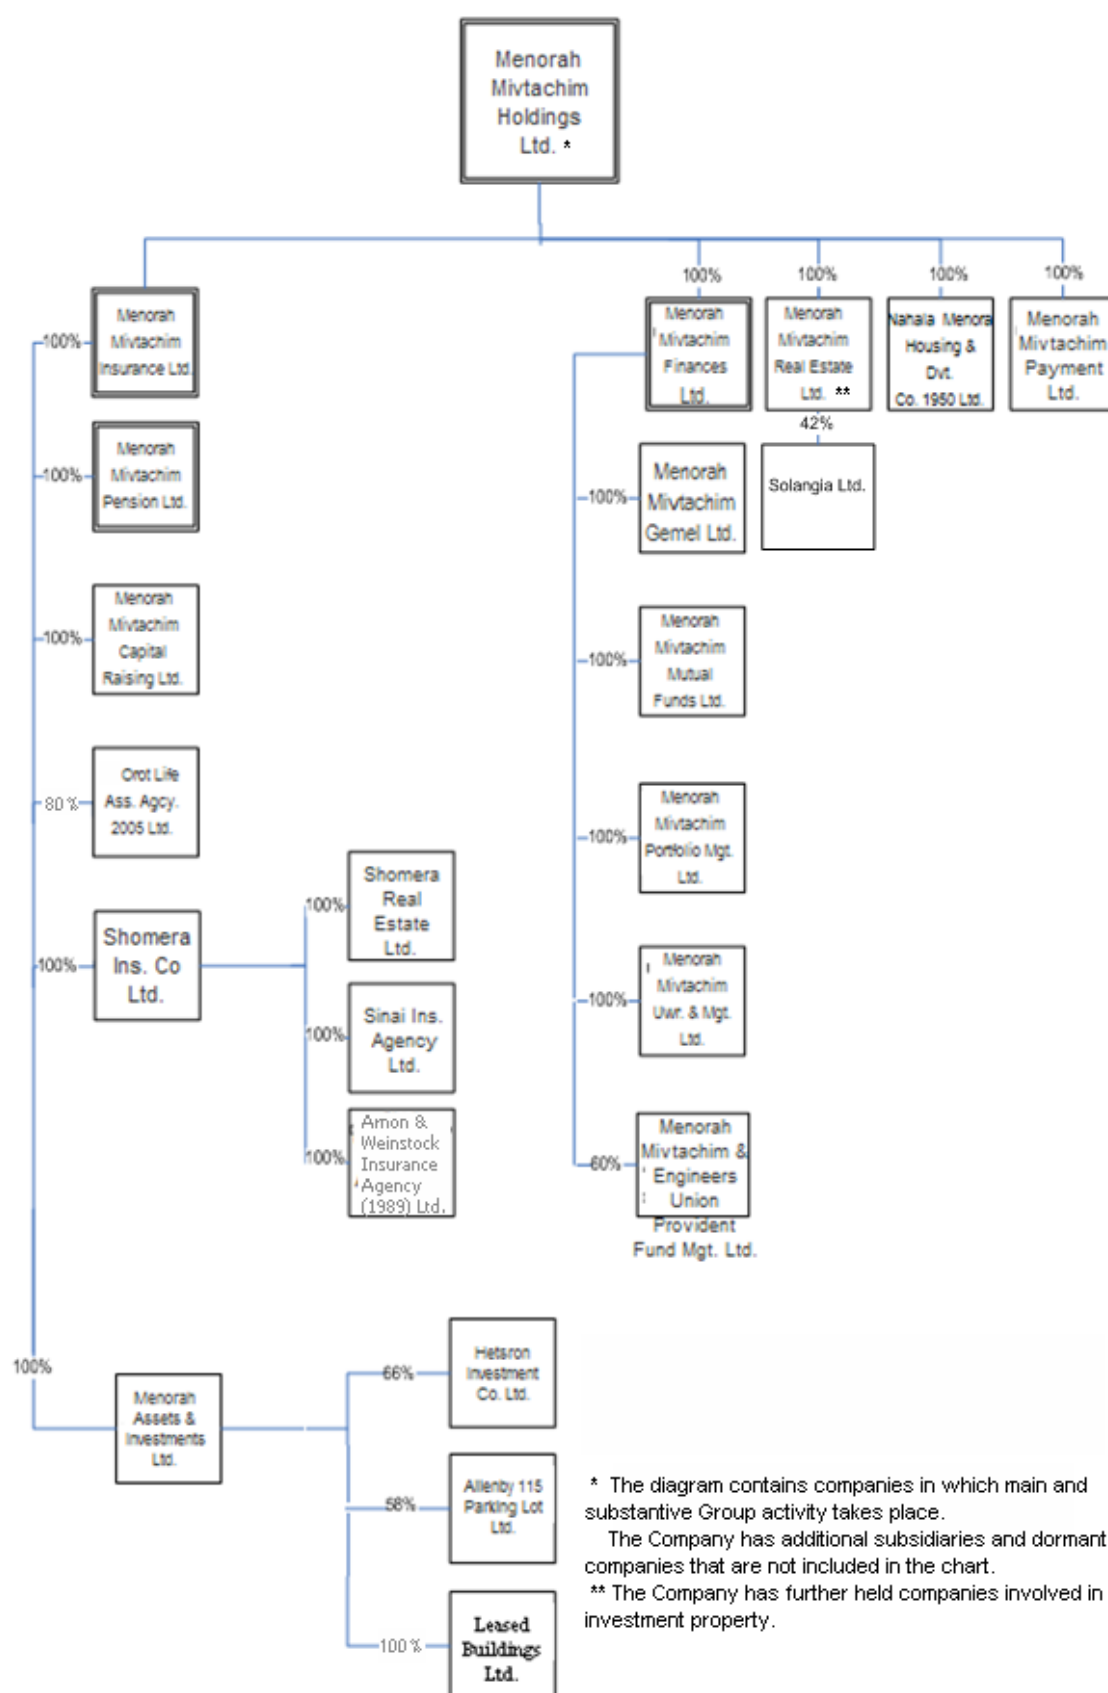 Menorah
Mivtachim
Holdings
Ltd. *
100%
100%
100%
100%
100%
Menorah
Mivtachim
Insurance Ltd.
Menorah
Mivtachim
Finances
Ltd.
Menorah
Mivtachim
Real Estate
Ltd. **
Nahala Menora
Housing &
Dvt.
Co. 1950 Ltd.
Menorah
Mivtachim
Payment
Ltd.
42%
100%
Menorah
Mivtachim
Pension Ltd.
100%
Menorah
Mivtachim
Gemel Ltd.
Solangia Ltd.
100%
Menorah
Mivtachim
Capital
Raising Ltd.
100%
Menorah
Mivtachim
Mutual
Funds Ltd.
80%
Orot Life
Ass. Agcy.
2005 Ltd.
100%
Menorah
Mivtachim
Portfolio Mgt.
Ltd.
100%
Shomera
Ins. Co
Ltd.
100%
Shomera
Real
Estate
Ltd.
100%
Sinai Ins.
Agency
Ltd.
100%
Arnon &
Weinstock
Insurance
Agency
(1989) Ltd.
100%
Menorah
Mivtachim
Uwr. & Mgt.
Ltd.
60%
Menorah
Mivtachim &
Engineers
Union
Provident
Fund Mgt. Ltd.
100%
Menorah
Assets &
Investments
Ltd.
66%
Hetsron
Investment
Co. Ltd.
58%
Allenby 115
Parking Lot
Ltd.
100%
Leased
Buildings
Ltd.
* The diagram contains companies in which main and
substantive Group activity takes place.
The Company has additional subsidiaries and dormant
companies that are not included in the chart.
** The Company has further held companies involved in
investment property.